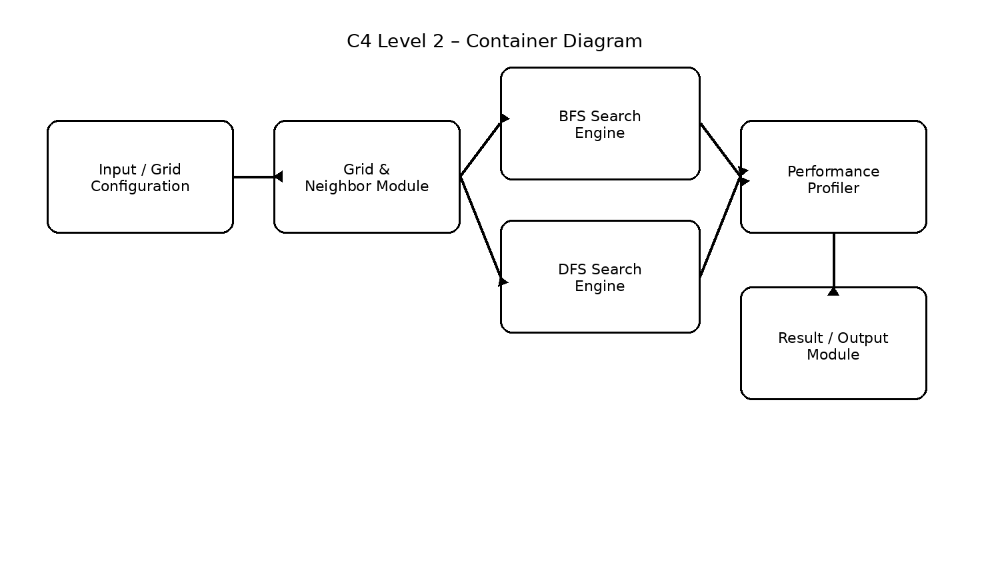 C4 Level 2 – Container Diagram
Input / Grid
Configuration
Grid &
Neighbor Module
BFS Search
Engine
DFS Search
Engine
Performance
Profiler
Result / Output
Module